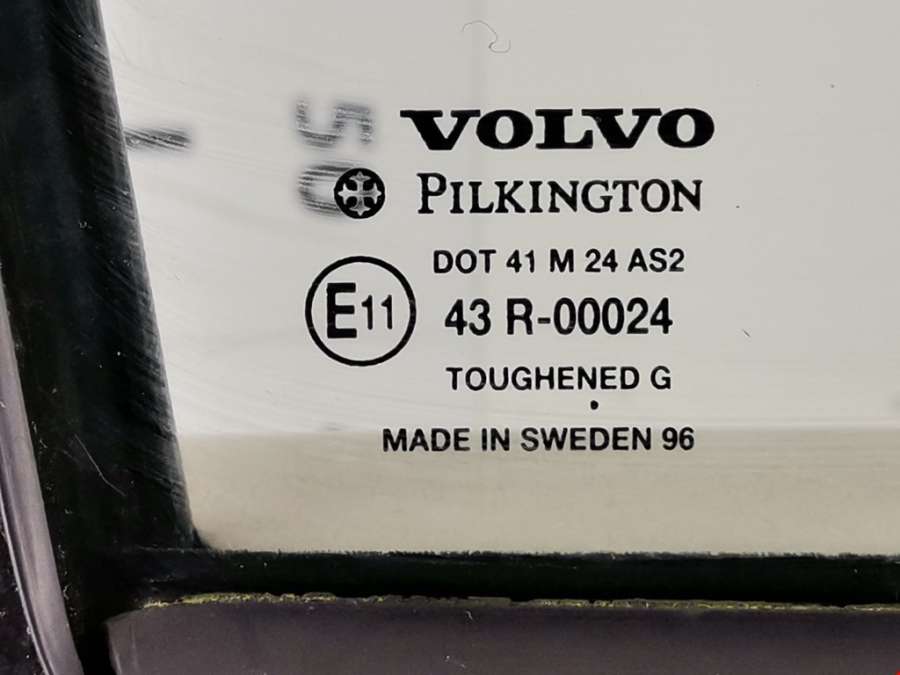 VOLVO
PILKINGTON
DOT 41 M 24 AS2
E11
43 R-00024
TOUGHENED G
MADE IN SWEDEN 96